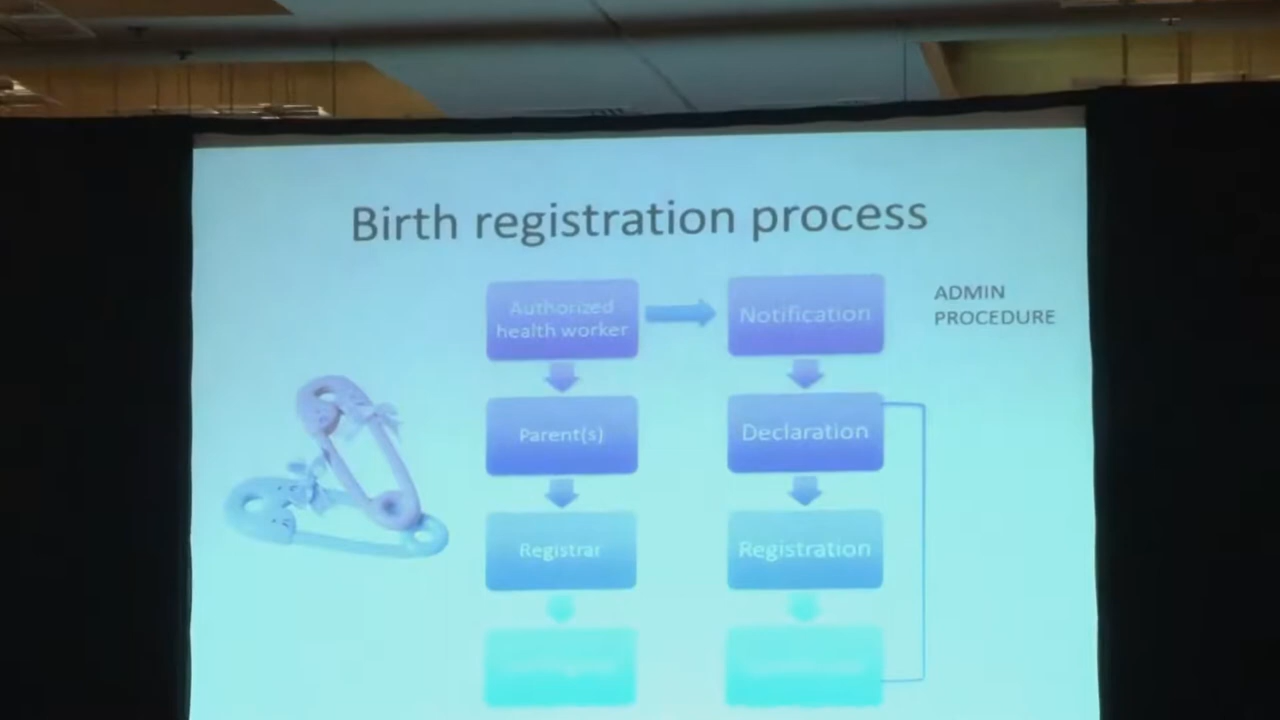 Birth registration process
Authorized
health worker
Notification
ADMIN
PROCEDURE
Parent(s)
Declaration
Registrar
Registration